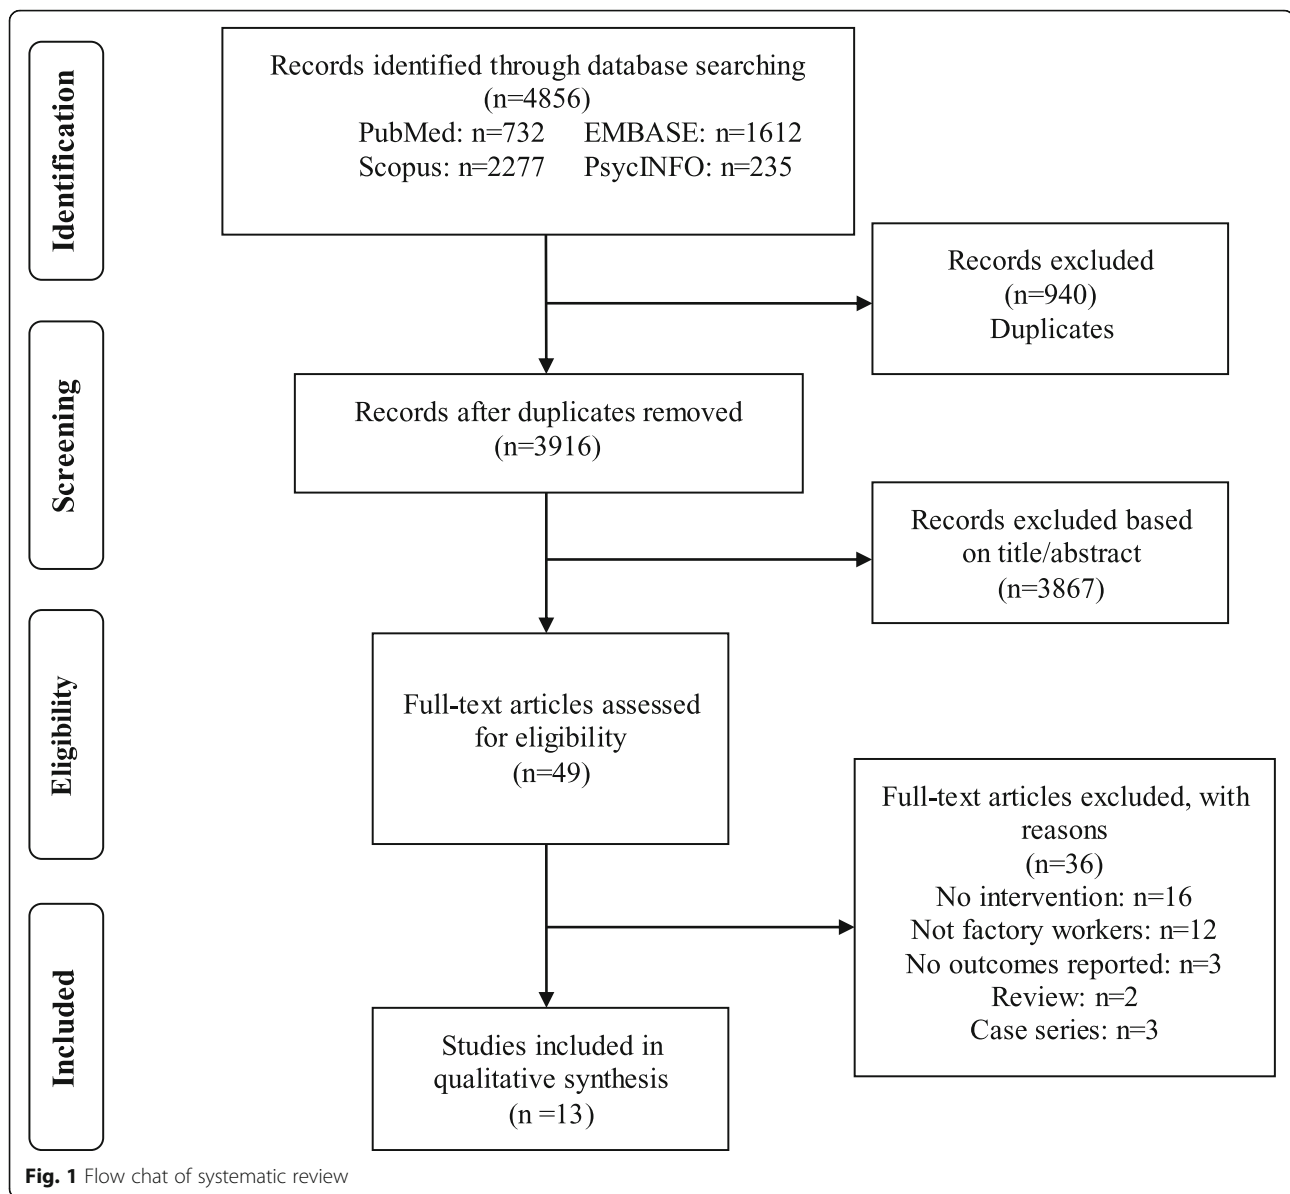 Identification
Records identified through database searching
(n=4856)
PubMed: n=732 EMBASE: n=1612
Scopus: n=2277 PsycINFO: n=235
Records excluded
(n=940)
Duplicates
Screening
Records after duplicates removed
(n=3916)
Records excluded based
on title/abstract
(n=3867)
Eligibility
Full-text articles assessed
for eligibility
(n=49)
Full-text articles excluded, with
reasons
(n=36)
No intervention: n=16
Not factory workers: n=12
No outcomes reported: n=3
Review: n=2
Case series: n=3
Included
Studies included in
qualitative synthesis
(n =13)
Fig. 1 Flow chat of systematic review